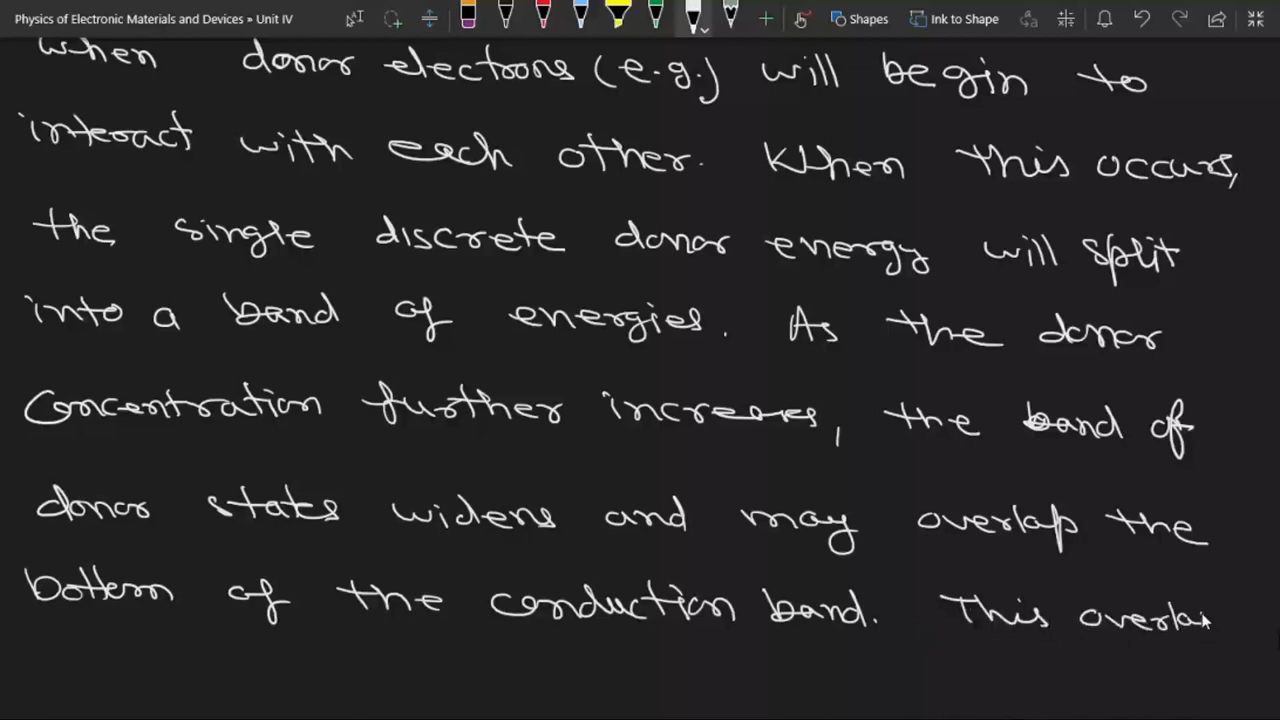 Physics of Electronic Materials and Devices » Unit IV Shapes Ink to Shape
when donor electrons (e.g.) will begin to
interact with each other. When this occurs,
the single discrete donor energy will split
into a band of energies. As the donor
Concentration further increases, the band of
donor states widens and may overlap the
bottom of the conduction band. This overla